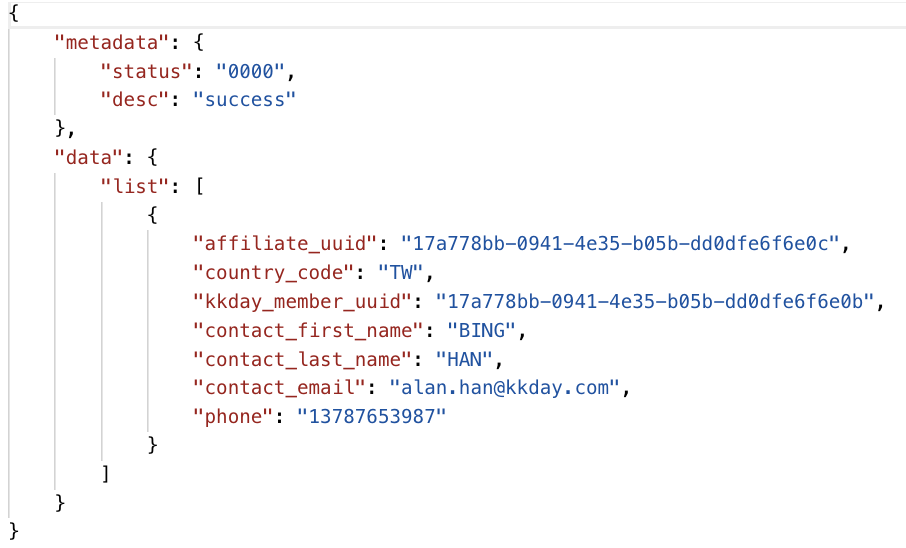 {
    "metadata": {
        "status": "0000",
        "desc": "success"
    },
    "data": {
        "list": [
            {
                "affiliate_uuid": "17a778bb-0941-4e35-b05b-dd0dfe6f6e0c",
                "country_code": "TW",
                "kkday_member_uuid": "17a778bb-0941-4e35-b05b-dd0dfe6f6e0b",
                "contact_first_name": "BING",
                "contact_last_name": "HAN",
                "contact_email": "alan.han@kkday.com",
                "phone": "13787653987"
            }
        ]
    }
}